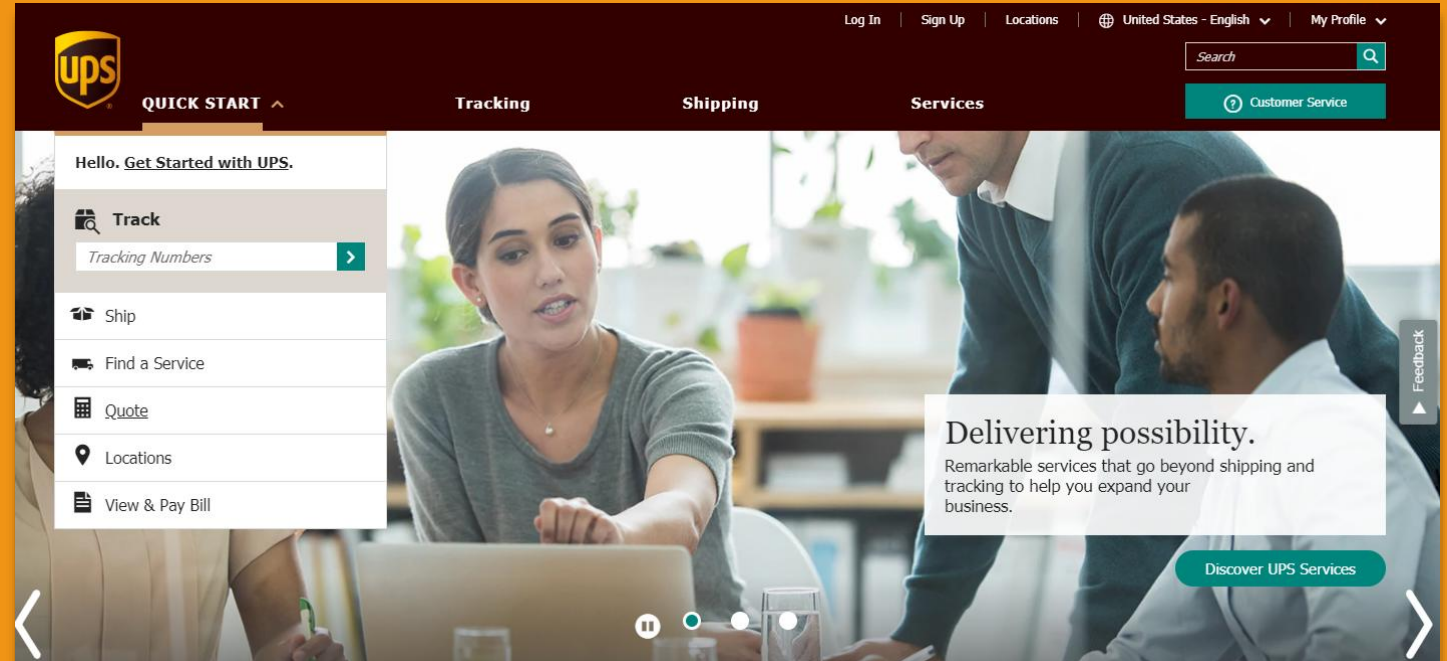 Log In
Sign Up
Locations
United States - English
My Profile
Search
ups
QUICK START
Tracking
Shipping
Services
Customer Service
Hello. Get Started with UPS.
Track
Tracking Numbers
Ship
Find a Service
Quote
Locations
View & Pay Bill
Feedback
Delivering possibility.
Remarkable services that go beyond shipping and
tracking to help you expand your
business.
Discover UPS Services